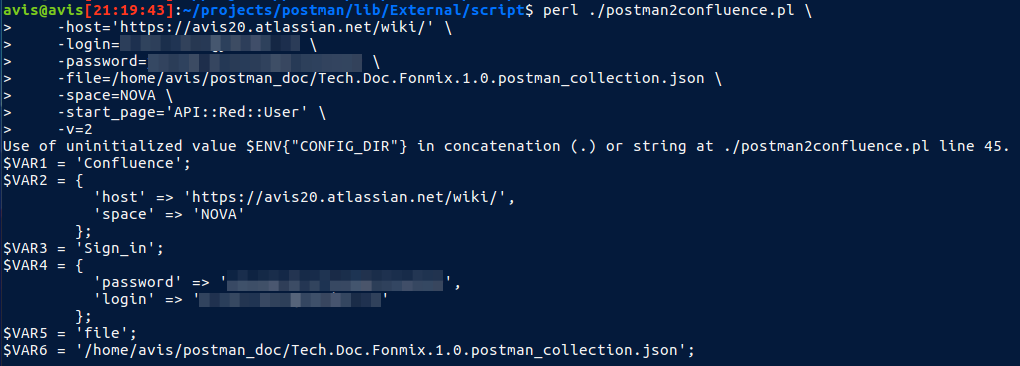 avis@avis[21:19:43]:~/projects/postman/lib/External/script$ perl ./postman2confluence.pl \
>     -host='https://avis20.atlassian.net/wiki/' \
>     -login= \
>     -password= \
>     -file=/home/avis/postman_doc/Tech.Doc.Fonmix.1.0.postman_collection.json \
>     -space=NOVA \
>     -start_page='API::Red::User' \
>     -v=2
Use of uninitialized value $ENV{"CONFIG_DIR"} in concatenation (.) or string at ./postman2confluence.pl line 45.
$VAR1 = 'Confluence';
$VAR2 = {
          'host' => 'https://avis20.atlassian.net/wiki/',
          'space' => 'NOVA'
        };
$VAR3 = 'Sign_in';
$VAR4 = {
          'password' => '',
          'login' => ''
        };
$VAR5 = 'file';
$VAR6 = '/home/avis/postman_doc/Tech.Doc.Fonmix.1.0.postman_collection.json';